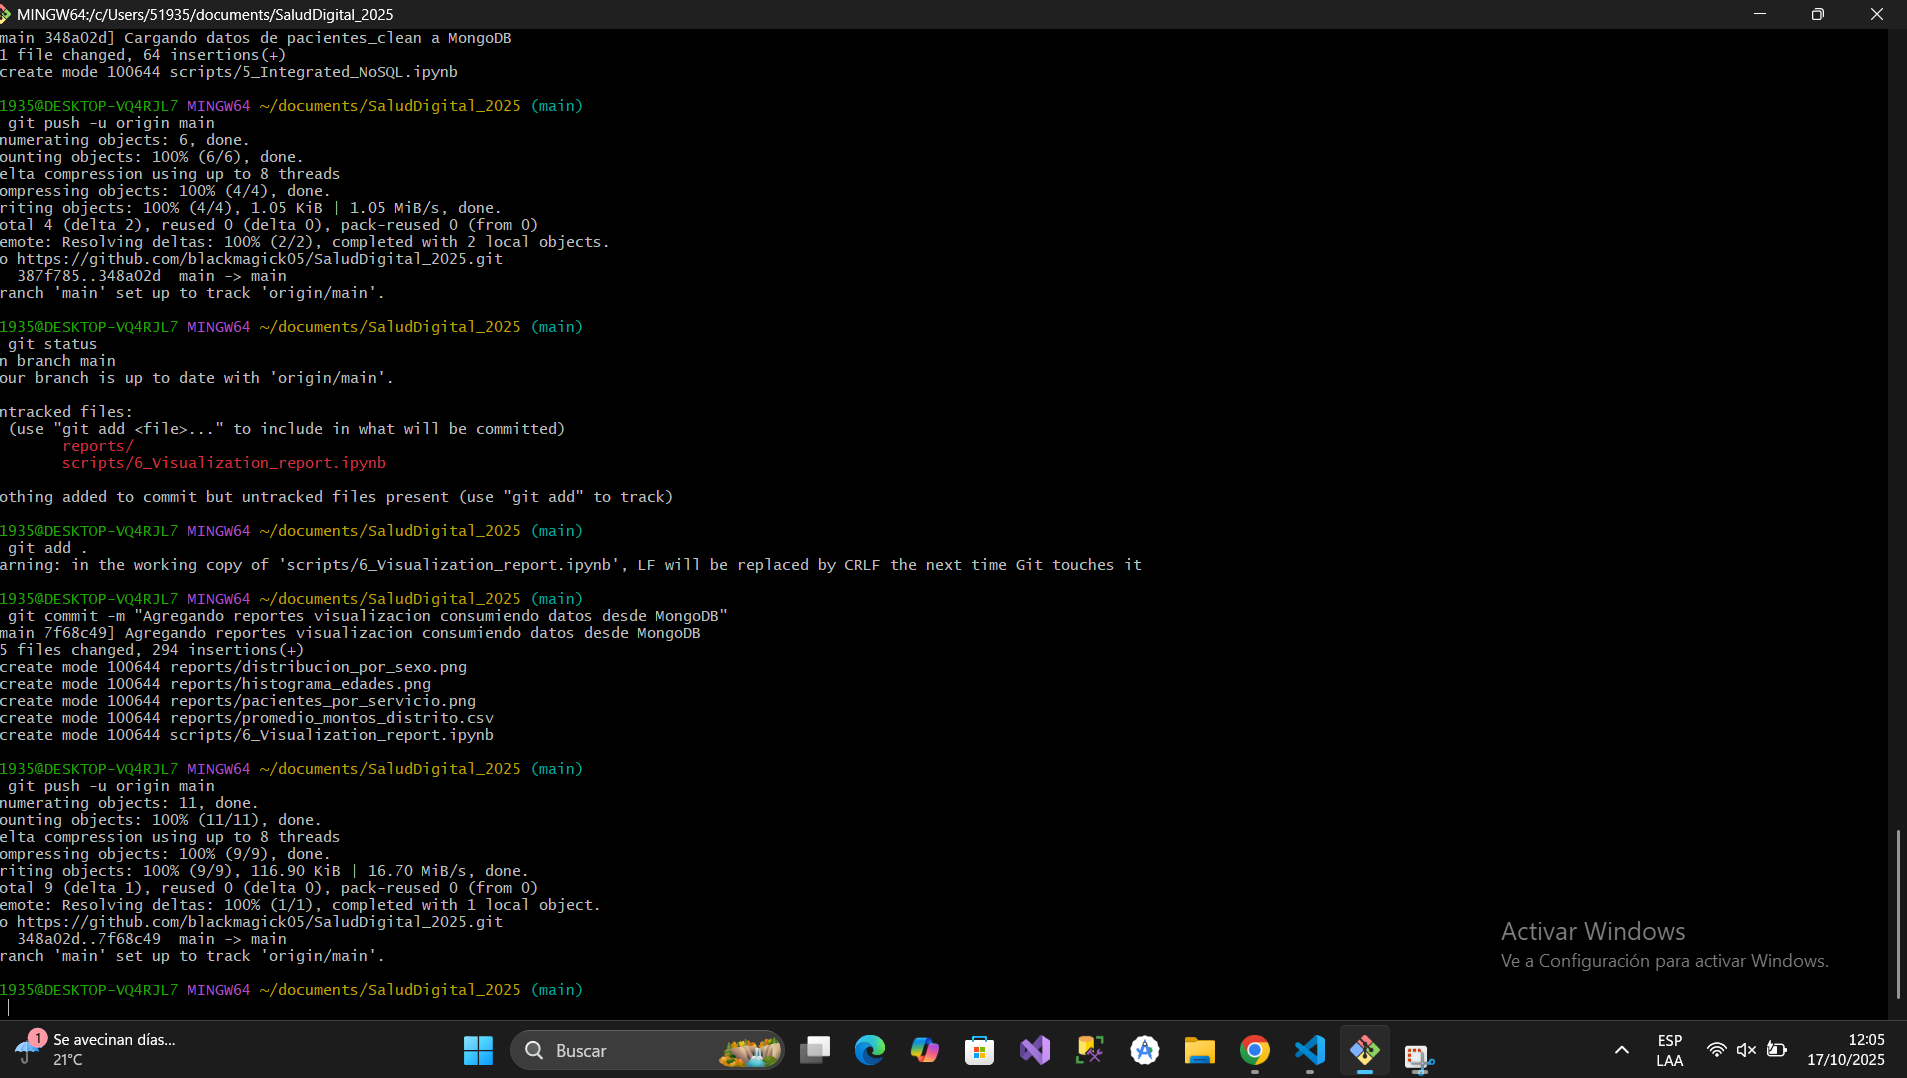 MINGW64:/c/Users/51935/documents/SaludDigital_2025
main 348a02d] Cargando datos de pacientes_clean a MongoDB
1 file changed, 64 insertions(+)
create mode 100644 scripts/5_Integrated_NoSQL.ipynb
1935@DESKTOP-VQ4RJL7 MINGW64 ~/documents/SaludDigital_2025 (main)
git push -u origin main
numerating objects: 6, done.
ounting objects: 100% (6/6), done.
elta compression using up to 8 threads
ompressing objects: 100% (4/4), done.
riting objects: 100% (4/4), 1.05 KiB | 1.05 MiB/s, done.
otal 4 (delta 2), reused 0 (delta 0), pack-reused 0 (from 0)
emote: Resolving deltas: 100% (2/2), completed with 2 local objects.
o https://github.com/blackmagick05/SaludDigital_2025.git
387f785..348a02d  main -> main
ranch 'main' set up to track 'origin/main'.
1935@DESKTOP-VQ4RJL7 MINGW64 ~/documents/SaludDigital_2025 (main)
git status
n branch main
our branch is up to date with 'origin/main'.
ntracked files:
(use "git add <file>..." to include in what will be committed)
reports/
scripts/6_Visualization_report.ipynb
othing added to commit but untracked files present (use "git add" to track)
1935@DESKTOP-VQ4RJL7 MINGW64 ~/documents/SaludDigital_2025 (main)
git add .
arning: in the working copy of 'scripts/6_Visualization_report.ipynb', LF will be replaced by CRLF the next time Git touches it
1935@DESKTOP-VQ4RJL7 MINGW64 ~/documents/SaludDigital_2025 (main)
git commit -m "Agregando reportes visualizacion consumiendo datos desde MongoDB"
main 7f68c49] Agregando reportes visualizacion consumiendo datos desde MongoDB
5 files changed, 294 insertions(+)
create mode 100644 reports/distribucion_por_sexo.png
create mode 100644 reports/histograma_edades.png
create mode 100644 reports/pacientes_por_servicio.png
create mode 100644 reports/promedio_montos_distrito.csv
create mode 100644 scripts/6_Visualization_report.ipynb
1935@DESKTOP-VQ4RJL7 MINGW64 ~/documents/SaludDigital_2025 (main)
git push -u origin main
numerating objects: 11, done.
ounting objects: 100% (11/11), done.
elta compression using up to 8 threads
ompressing objects: 100% (9/9), done.
riting objects: 100% (9/9), 116.90 KiB | 16.70 MiB/s, done.
otal 9 (delta 1), reused 0 (delta 0), pack-reused 0 (from 0)
emote: Resolving deltas: 100% (1/1), completed with 1 local object.
o https://github.com/blackmagick05/SaludDigital_2025.git
348a02d..7f68c49  main -> main
ranch 'main' set up to track 'origin/main'.
1935@DESKTOP-VQ4RJL7 MINGW64 ~/documents/SaludDigital_2025 (main)
Activar Windows
Ve a Configuración para activar Windows.
1
Se avecinan días...
21°C
Buscar
ESP
LAA
12:05
17/10/2025